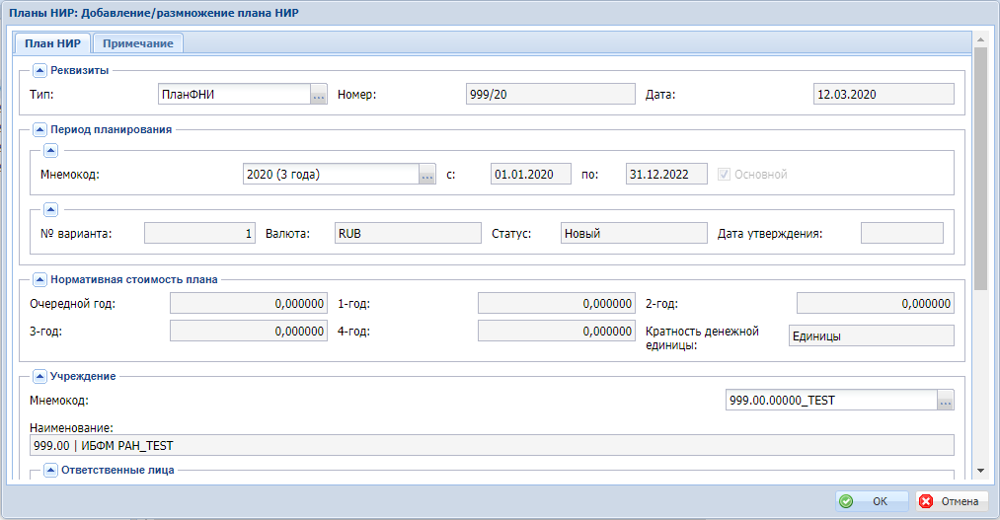 Планы НИР: Добавление/размножение плана НИР
План НИР Примечание
Реквизиты
Тип: ПланФНИ ... Номер: 999/20 Дата: 12.03.2020
Период планирования
Мнемокод: 2020 (3 года) ... с: 01.01.2020 по: 31.12.2022 Основной
№ варианта: 1 Валюта: RUB Статус: Новый Дата утверждения:
Нормативная стоимость плана
Очередной год: 0,000000 1-год: 0,000000 2-год: 0,000000
3-год: 0,000000 4-год: 0,000000 Кратность денежной единицы: Единицы
Учреждение
Мнемокод: 999.00.00000_TEST ...
Наименование:
999.00 | ИБФМ РАН_TEST
Ответственные лица
OK Отмена